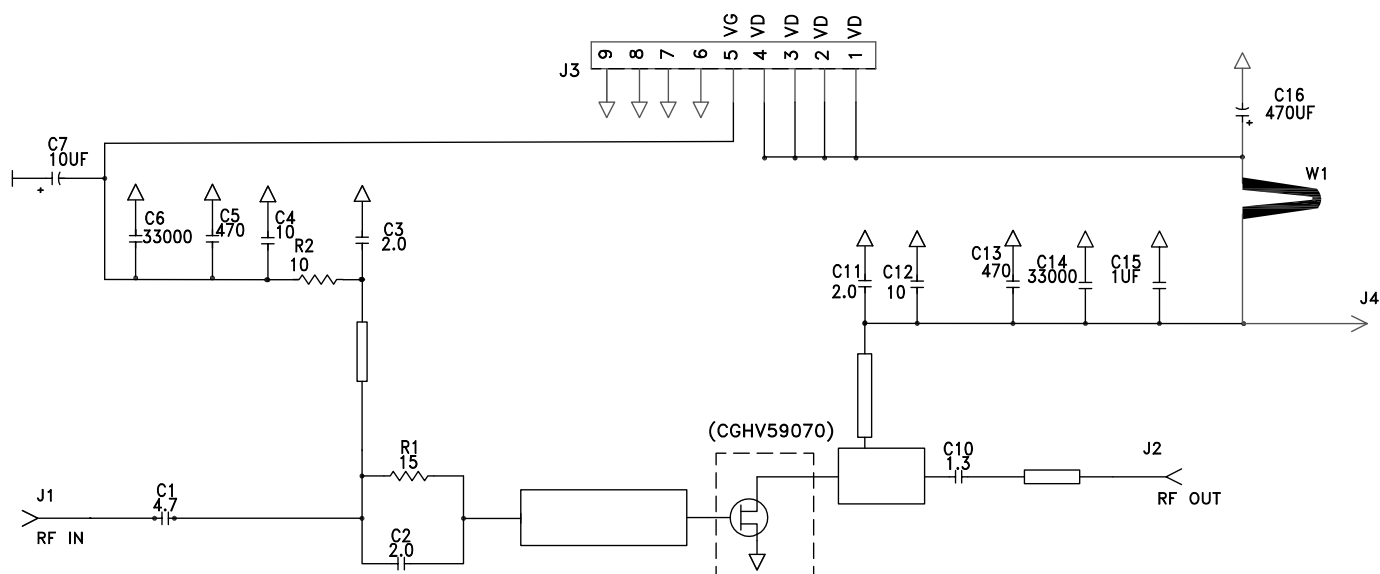 VG
VD
VD
VD
VD
9
8
7
6
5
4
3
2
1
J3
C16
470UF
C7
10UF
+
+
W1
C6
33000
C5
470
C4
10
R2
10
C3
2.0
C11
2.0
C12
10
C13
470
C14
33000
C15
1UF
J4
(CGHV59070)
R1
15
C10
1.3
J2
RF OUT
J1
RF IN
C1
4.7
C2
2.0